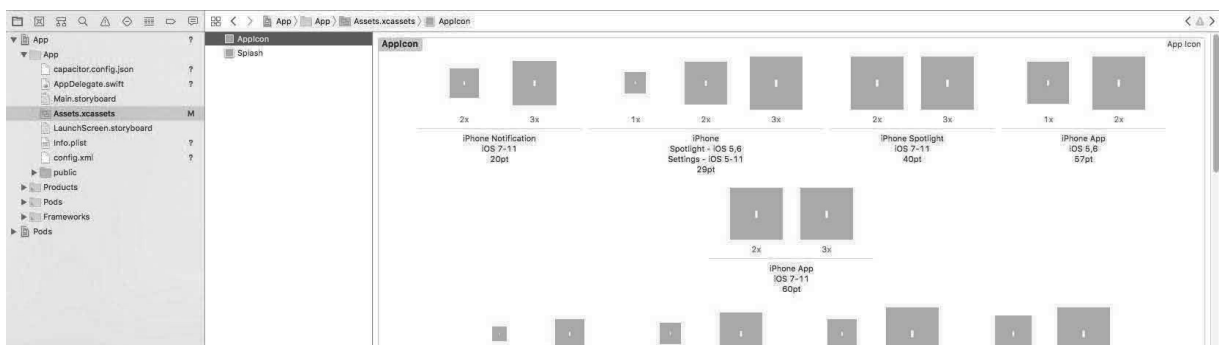 App > App > Assets.xcassets > AppIcon
App ?
App
capacitor.config.json ?
AppDelegate.swift ?
Main.storyboard
Assets.xcassets M
LaunchScreen.storyboard
Info.plist ?
config.xml ?
public
Products
Pods
Frameworks
Pods
AppIcon
Splash
AppIcon
App Icon
2x 3x
iPhone Notification
iOS 7-11
20pt
1x 2x 3x
iPhone
Spotlight - iOS 5,6
Settings - iOS 5-11
29pt
2x 3x
iPhone Spotlight
iOS 7-11
40pt
1x 2x
iPhone App
iOS 5,6
57pt
2x 3x
iPhone App
iOS 7-11
60pt